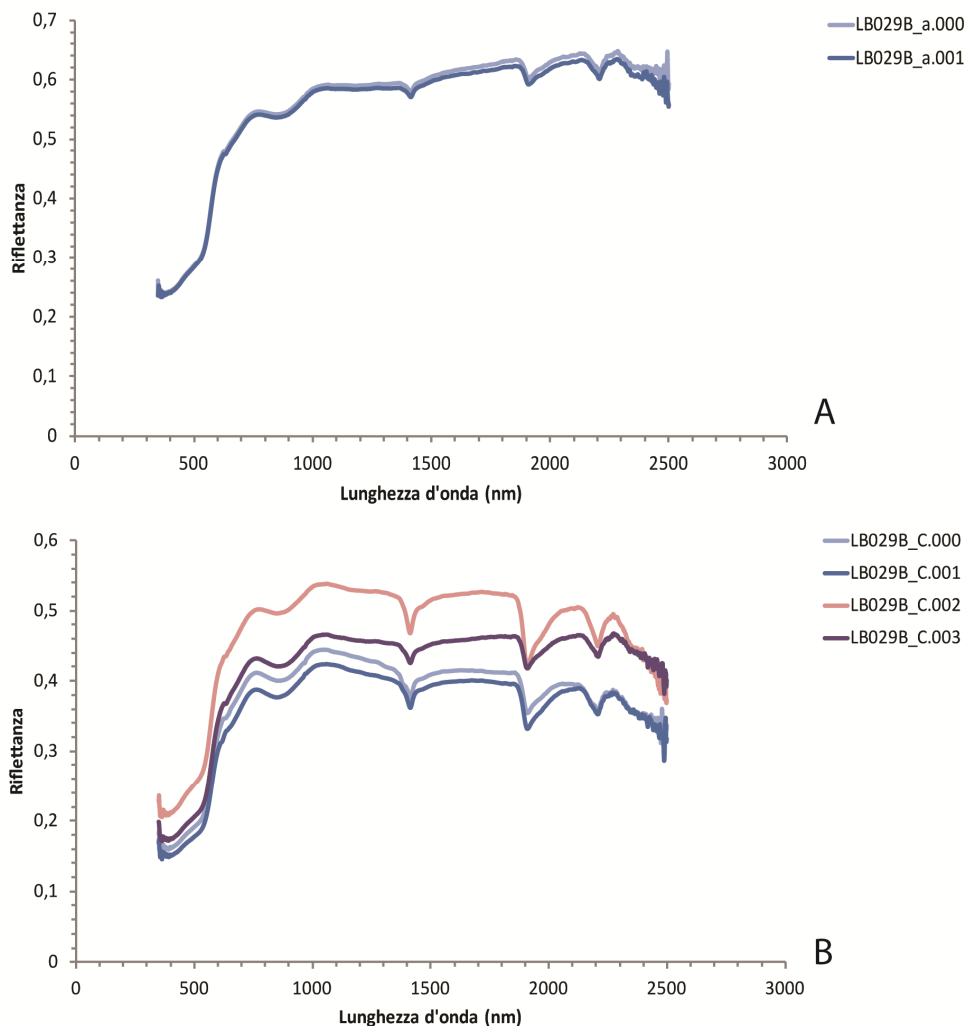 0,7
0,6
0,5
0,4
0,3
0,2
0,1
0
Riflettanza
0 500 1000 1500 2000 2500 3000
Lunghezza d'onda (nm)
LB029B_a.000
LB029B_a.001
A
0,6
0,5
0,4
0,3
0,2
0,1
0
Riflettanza
0 500 1000 1500 2000 2500 3000
Lunghezza d'onda (nm)
LB029B_C.000
LB029B_C.001
LB029B_C.002
LB029B_C.003
B